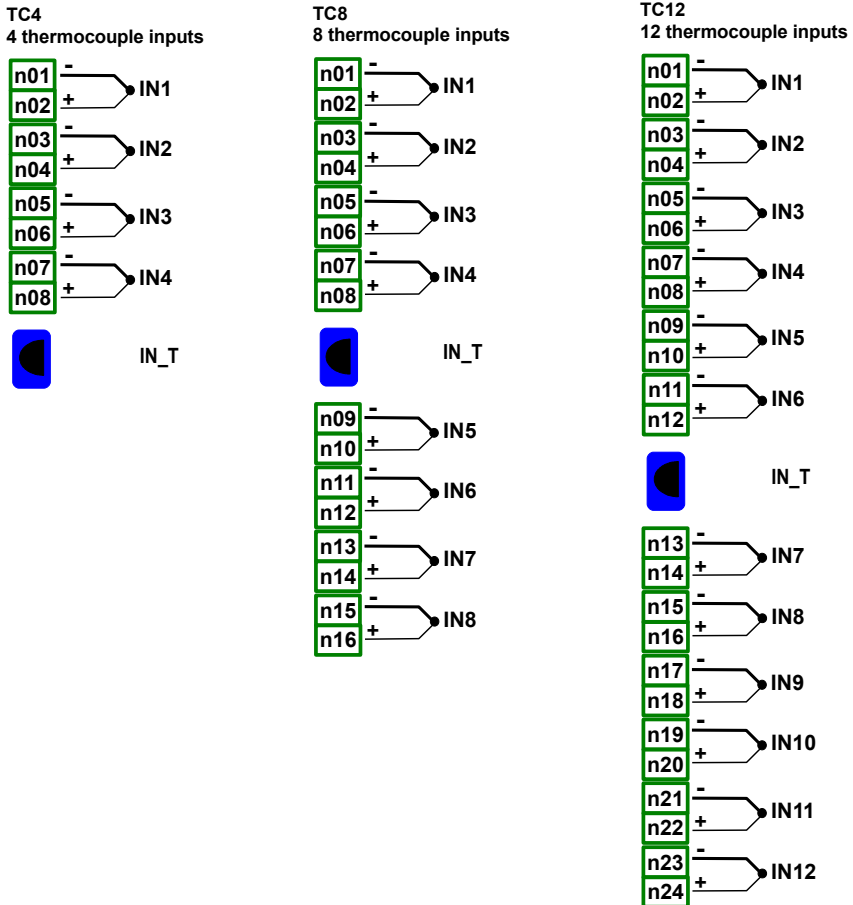 TC4
4 thermocouple inputs
n01 - IN1
n02 +
n03 - IN2
n04 +
n05 - IN3
n06 +
n07 - IN4
n08 +
IN_T
TC8
8 thermocouple inputs
n01 - IN1
n02 +
n03 - IN2
n04 +
n05 - IN3
n06 +
n07 - IN4
n08 +
IN_T
n09 - IN5
n10 +
n11 - IN6
n12 +
n13 - IN7
n14 +
n15 - IN8
n16 +
TC12
12 thermocouple inputs
n01 - IN1
n02 +
n03 - IN2
n04 +
n05 - IN3
n06 +
n07 - IN4
n08 +
n09 - IN5
n10 +
n11 - IN6
n12 +
IN_T
n13 - IN7
n14 +
n15 - IN8
n16 +
n17 - IN9
n18 +
n19 - IN10
n20 +
n21 - IN11
n22 +
n23 - IN12
n24 +